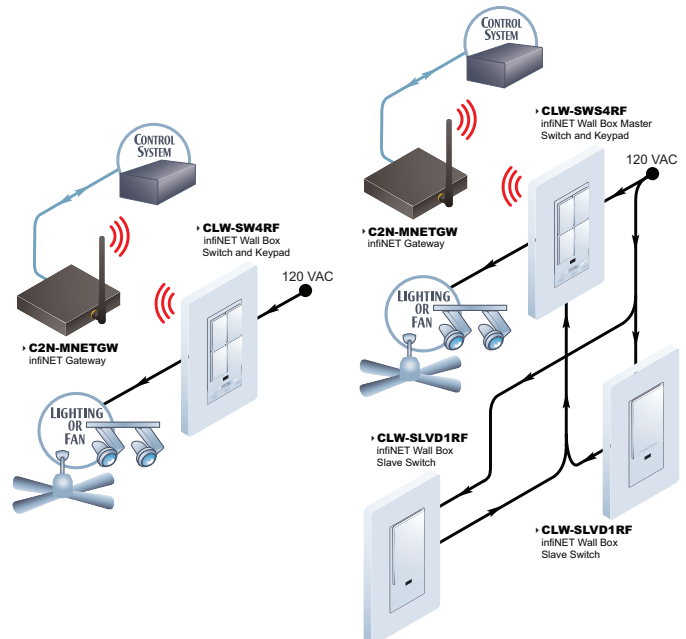 CONTROL
SYSTEM
CLW-SW4RF
infiNET Wall Box
Switch and Keypad
120 VAC
C2N-MNETGW
infiNET Gateway
LIGHTING
OR
FAN
CONTROL
SYSTEM
CLW-SWS4RF
infiNET Wall Box Master
Switch and Keypad
120 VAC
C2N-MNETGW
infiNET Gateway
LIGHTING
OR
FAN
CLW-SLVD1RF
infiNET Wall Box
Slave Switch
CLW-SLVD1RF
infiNET Wall Box
Slave Switch